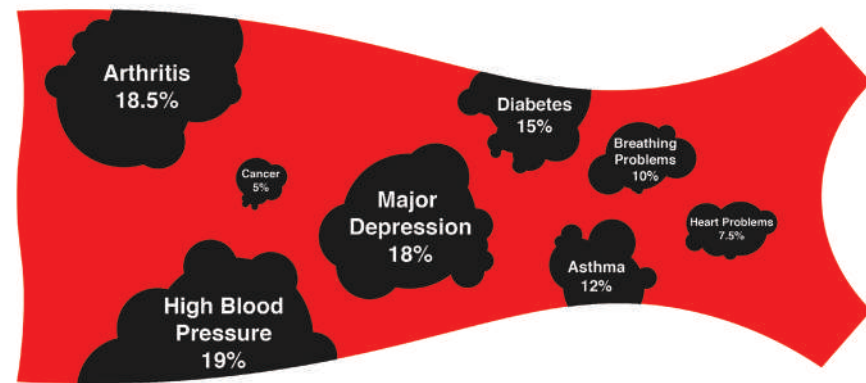 Arthritis
18.5%
Cancer
5%
High Blood
Pressure
19%
Major
Depression
18%
Diabetes
15%
Breathing
Problems
10%
Asthma
12%
Heart Problems
7.5%